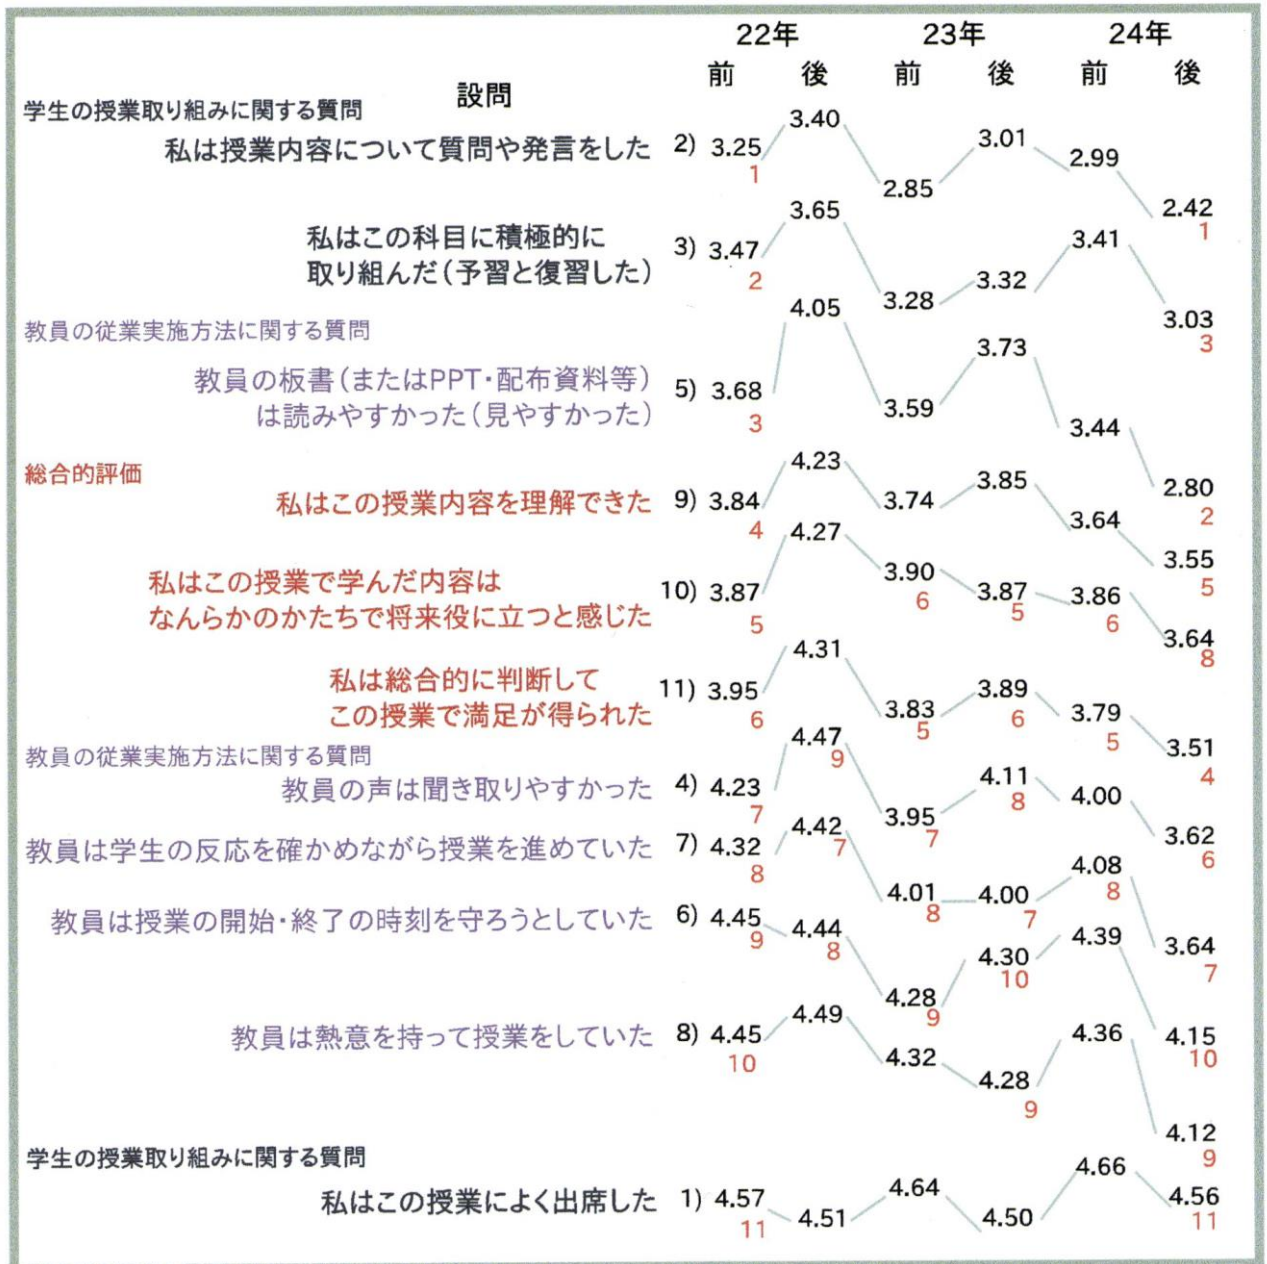 22年 23年 24年
設問 前 後 前 後 前 後
学生の授業取り組みに関する質問
私は授業内容について質問や発言をした 2) 3.25 3.40 2.85 3.01 2.99 2.42
1 1
私はこの科目に積極的に
取り組んだ(予習と復習した) 3) 3.47 3.65 3.28 3.32 3.41 3.03
2 3
教員の従業実施方法に関する質問
教員の板書(またはPPT・配布資料等)
は読みやすかった(見やすかった) 5) 3.68 4.05 3.59 3.73 3.44 2.80
3 2
総合的評価
私はこの授業内容を理解できた 9) 3.84 4.23 3.74 3.85 3.64 3.55
4 5
私はこの授業で学んだ内容は
なんらかのかたちで将来役に立つと感じた 10) 3.87 4.27 3.90 3.87 3.86 3.64
5 6 5 6 8
私は総合的に判断して
この授業で満足が得られた 11) 3.95 4.31 3.83 3.89 3.79 3.51
6 5 6 5 4
教員の従業実施方法に関する質問
教員の声は聞き取りやすかった 4) 4.23 4.47 3.95 4.11 4.00 3.62
7 9 7 8 6
教員は学生の反応を確かめながら授業を進めていた 7) 4.32 4.42 4.01 4.00 4.08 3.64
8 7 8 7 8 7
教員は授業の開始・終了の時刻を守ろうとしていた 6) 4.45 4.44 4.28 4.30 4.39 4.15
9 8 9 10 10
教員は熱意を持って授業をしていた 8) 4.45 4.49 4.32 4.28 4.36 4.12
10 9 9
学生の授業取り組みに関する質問
私はこの授業によく出席した 1) 4.57 4.51 4.64 4.50 4.66 4.56
11 11